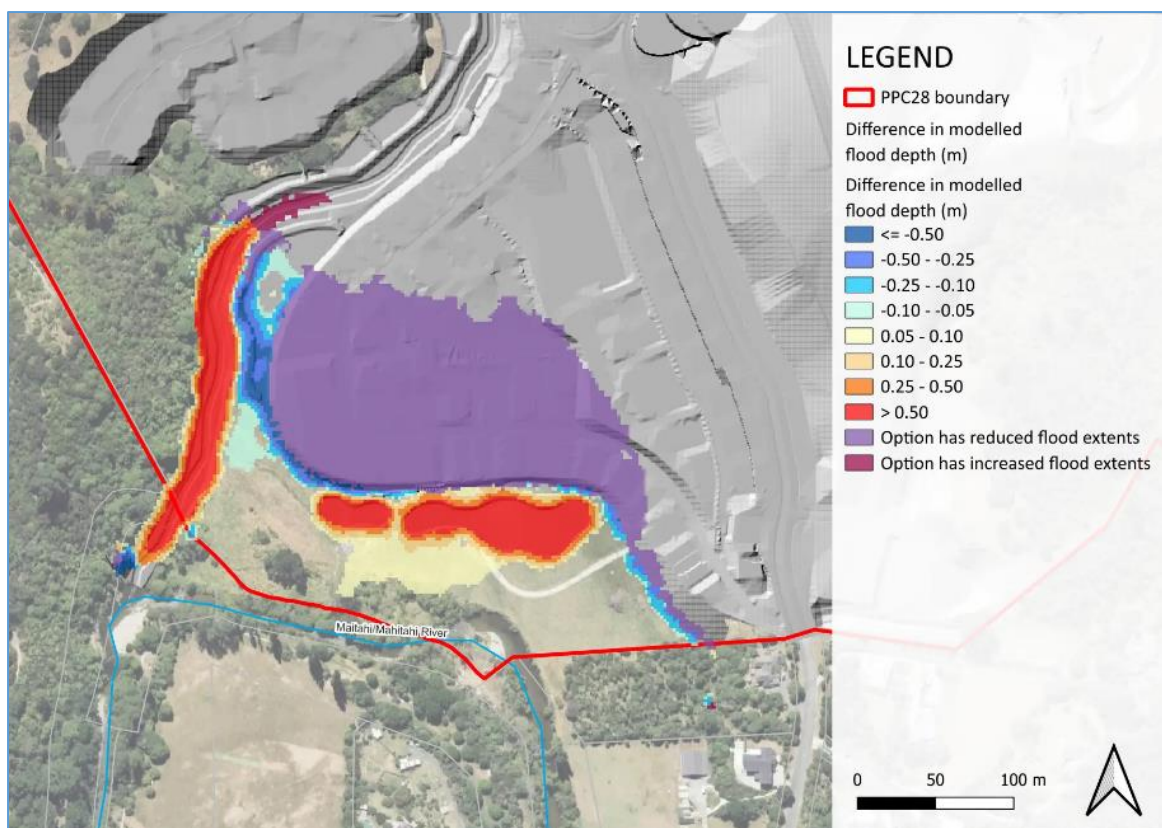 LEGEND
PPC28 boundary
Difference in modelled
flood depth (m)
Difference in modelled
flood depth (m)
<= -0.50
-0.50 - -0.25
-0.25 - -0.10
-0.10 - -0.05
0.05 - 0.10
0.10 - 0.25
0.25 - 0.50
> 0.50
Option has reduced flood extents
Option has increased flood extents
Maitahi/Mahitahi River
0 50 100 m